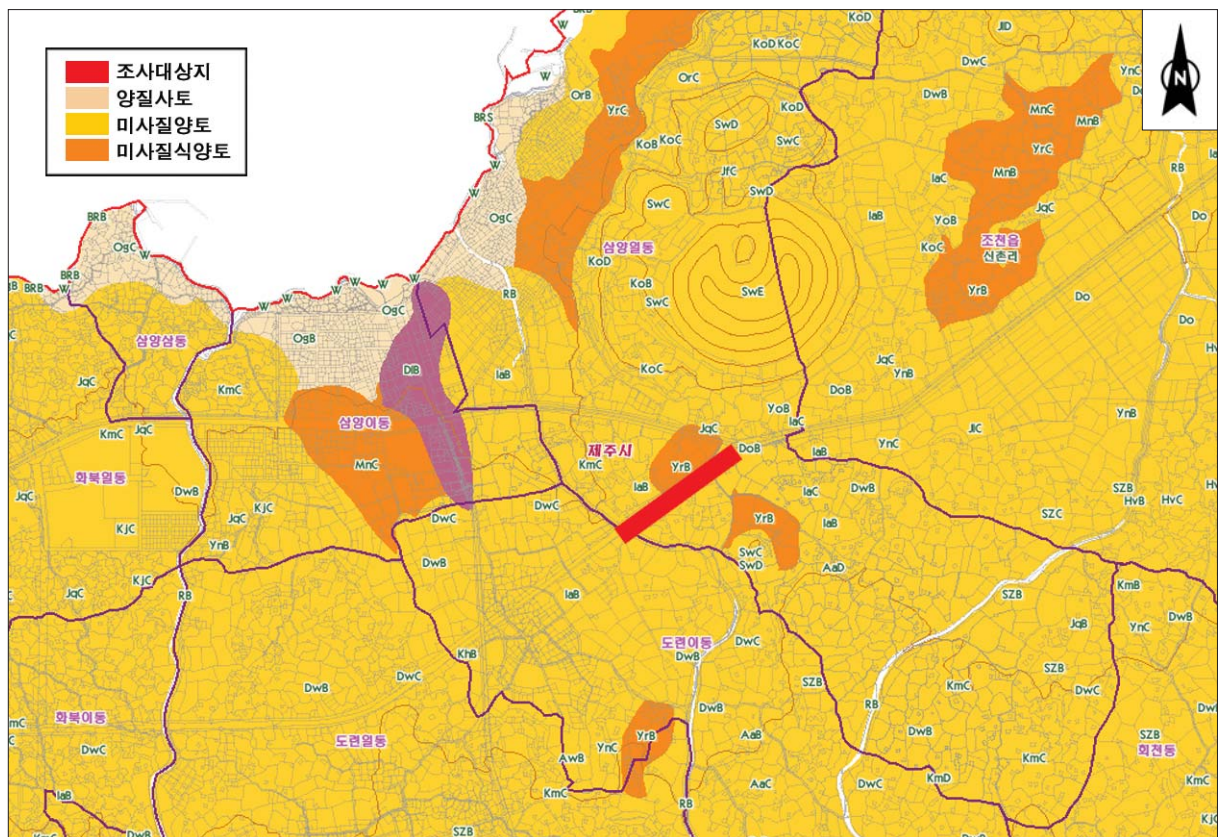 조사대상지
양질사토
미사질양토
미사질식양토
N
BRB
W
KoD KoC
JlD
DwC
YnC
OrC
OrB
YrC
DwB
MnC
MnB
BRS
SwD
KoD
KoB
KoC
SwC
YrC
RB
JfC
MnB
W
IaC
SwD
BRB
OgC
SwC
IaB
JqC
OgC
YoB
Do
삼양일동
KoC
조천읍
신촌리
W
KoD
BRB
W
KoB
SwE
YrB
SwC
Do
OgC
RB
Do
OgB
삼양삼동
JqC
DlB
IaB
KoC
JqC
YnB
JqC
KmC
DoB
YoB
YnB
삼양이동
JqC
IaC
KmC
JqC
제주시
DoB
YnC
JlC
IaB
MnC
KmC
YrB
화북일동
IaB
SZB
DwB
IaC
DwB
HvB
HvC
JqC
KjC
DwC
DwC
YrB
IaB
SZC
JqC
KjC
YnB
SwC
SwD
DwB
AaD
KjC
KmB
JqC
RB
IaB
SZB
DwB
JqB
YnC
도련이동
DwB
DwC
KhB
SZB
DwC
SZB
DwB
KmC
DwC
화북이동
DwB
RB
YrB
AaB
DwB
SZB
도련일동
YnC
회천동
DwC
AwB
KmC
AaC
KmD
YnC
DwC
KmC
IaB
RB
DwB
SZB
DwB